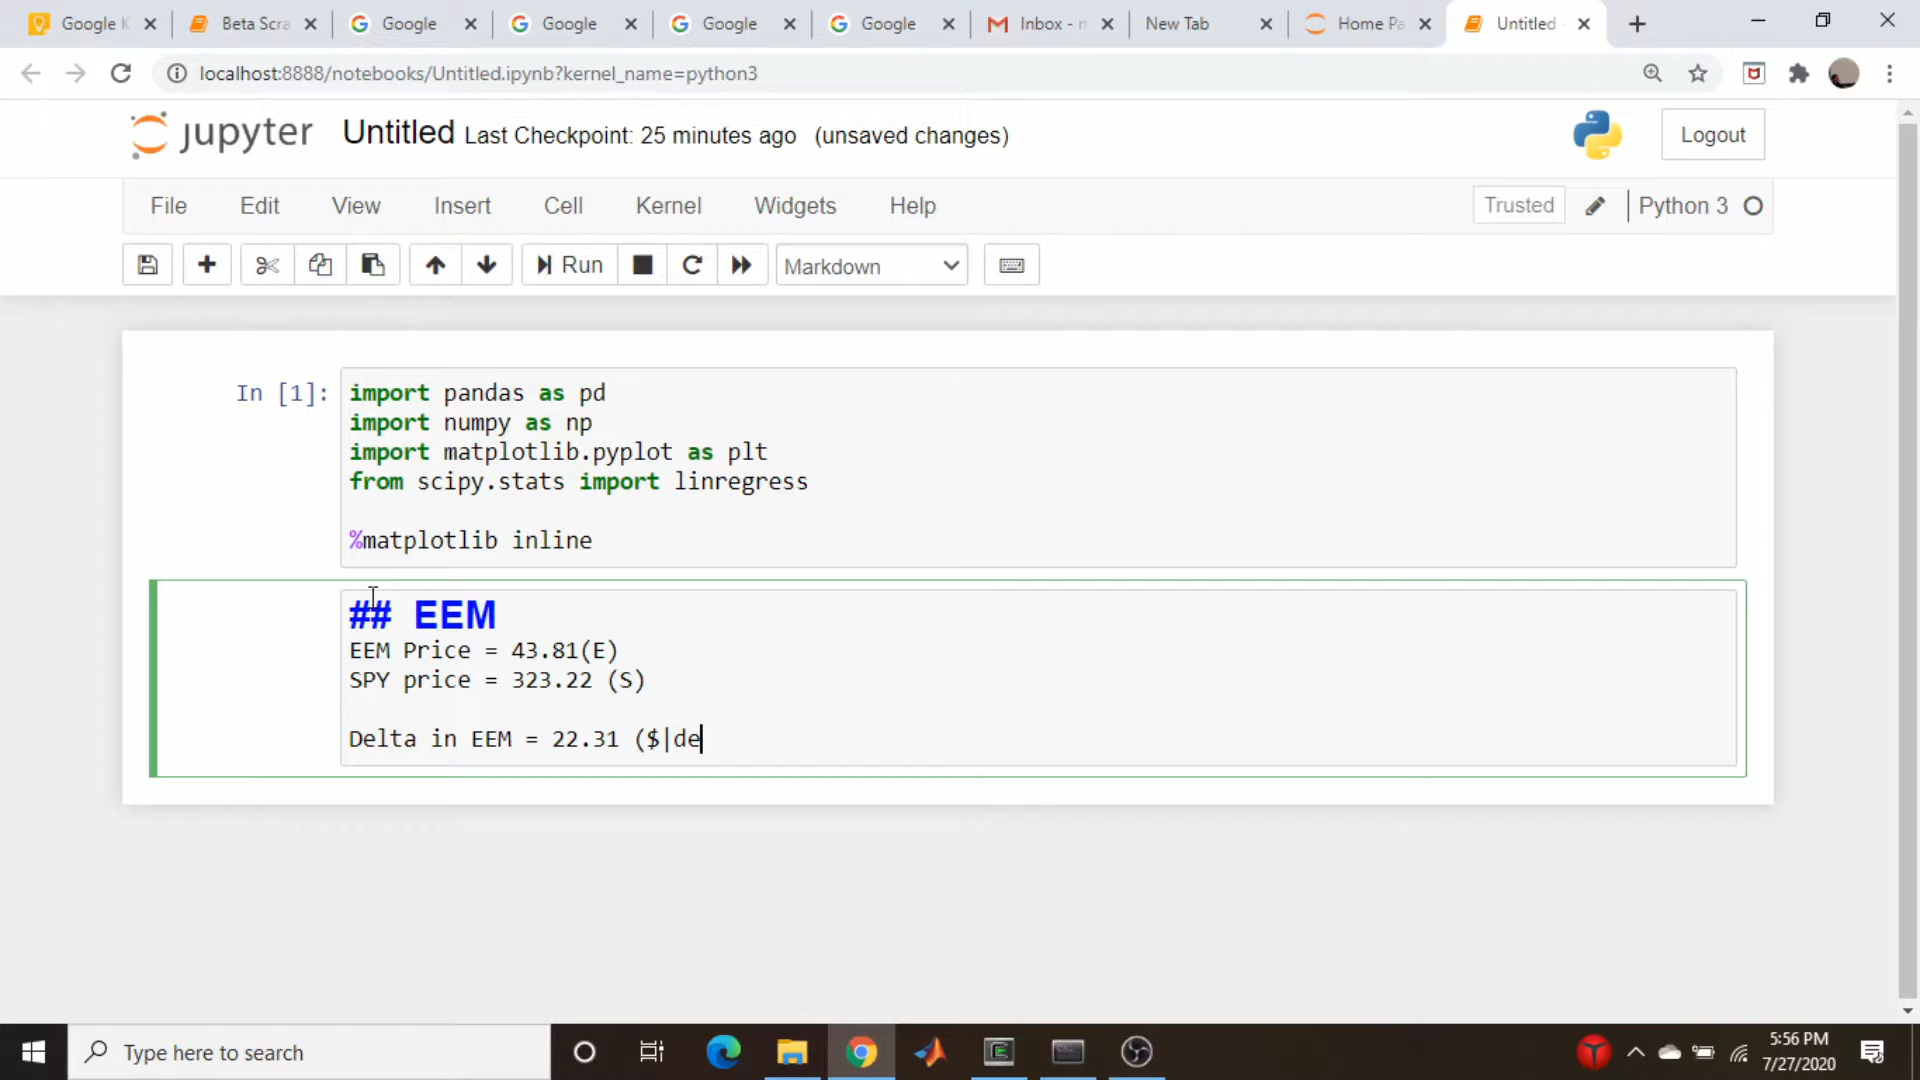 Google K
Beta Scra
Google
Google
Google
Google
Inbox - n
New Tab
Home Pa
Untitled
localhost:8888/notebooks/Untitled.ipynb?kernel_name=python3
jupyter
Untitled Last Checkpoint: 25 minutes ago (unsaved changes)
Logout
File Edit View Insert Cell Kernel Widgets Help
Trusted
Python 3
Run
Markdown
In [1]:
import pandas as pd
import numpy as np
import matplotlib.pyplot as plt
from scipy.stats import linregress
%matplotlib inline
## EEM
EEM Price = 43.81(E)
SPY price = 323.22 (S)
Delta in EEM = 22.31 ($|de
Type here to search
5:56 PM
7/27/2020